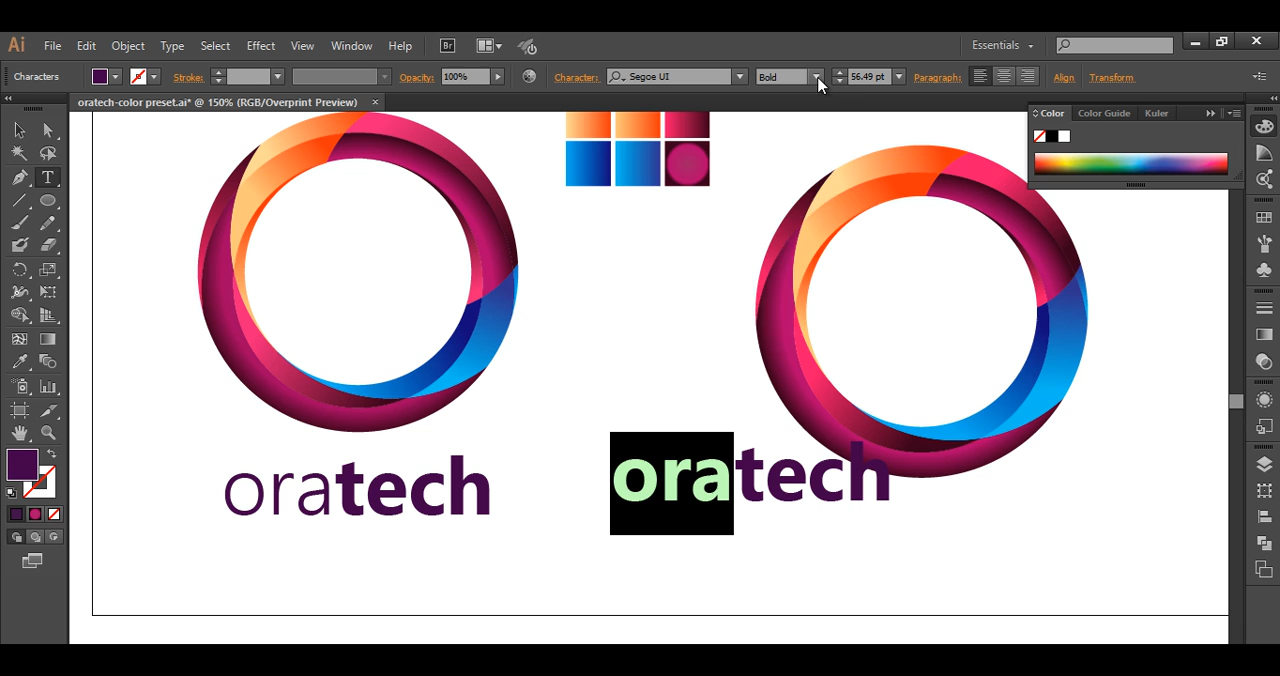 Ai File Edit Object Type Select Effect View Window Help Br Essentials
Characters Stroke: Opacity: 100% Character: Segoe UI Bold 56.49 pt Paragraph: Align Transform
oratech-color preset.ai* @ 150% (RGB/Overprint Preview)
Color Color Guide Kuler
T
oratech
oratech